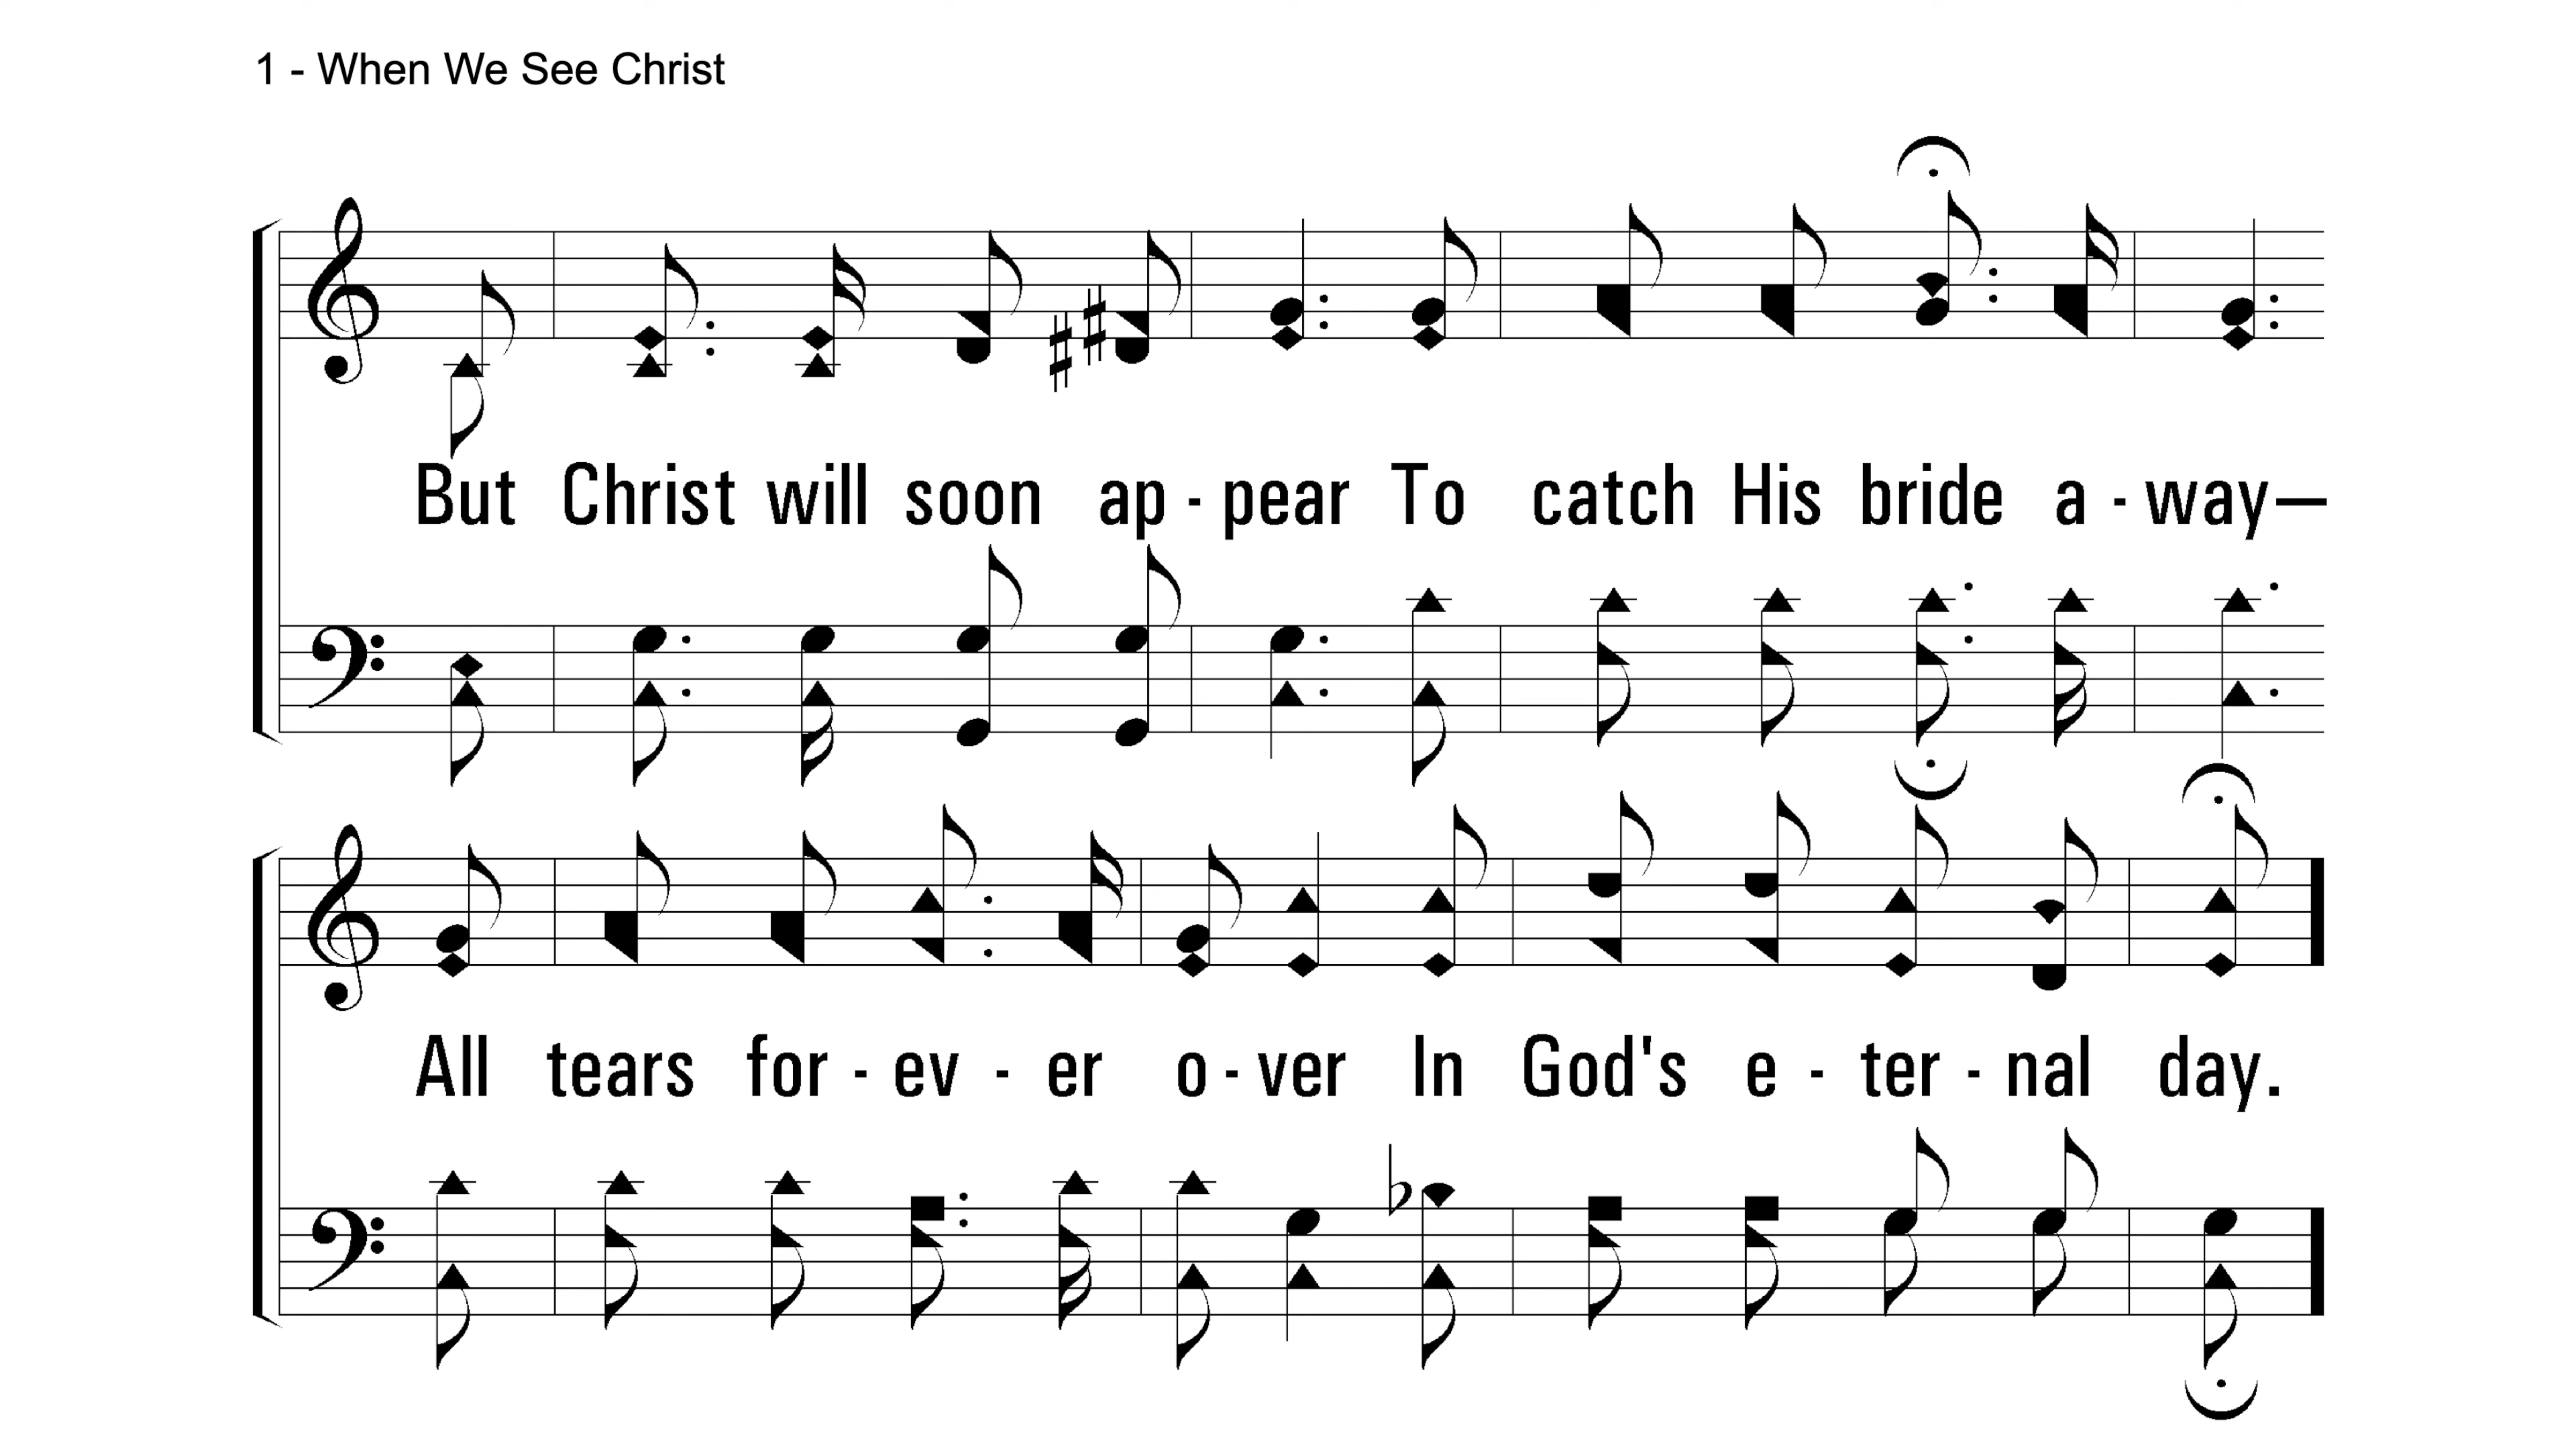 1 - When We See Christ
But Christ will soon ap - pear To catch His bride a - way—
All tears for - ev - er o - ver In God's e - ter - nal day.